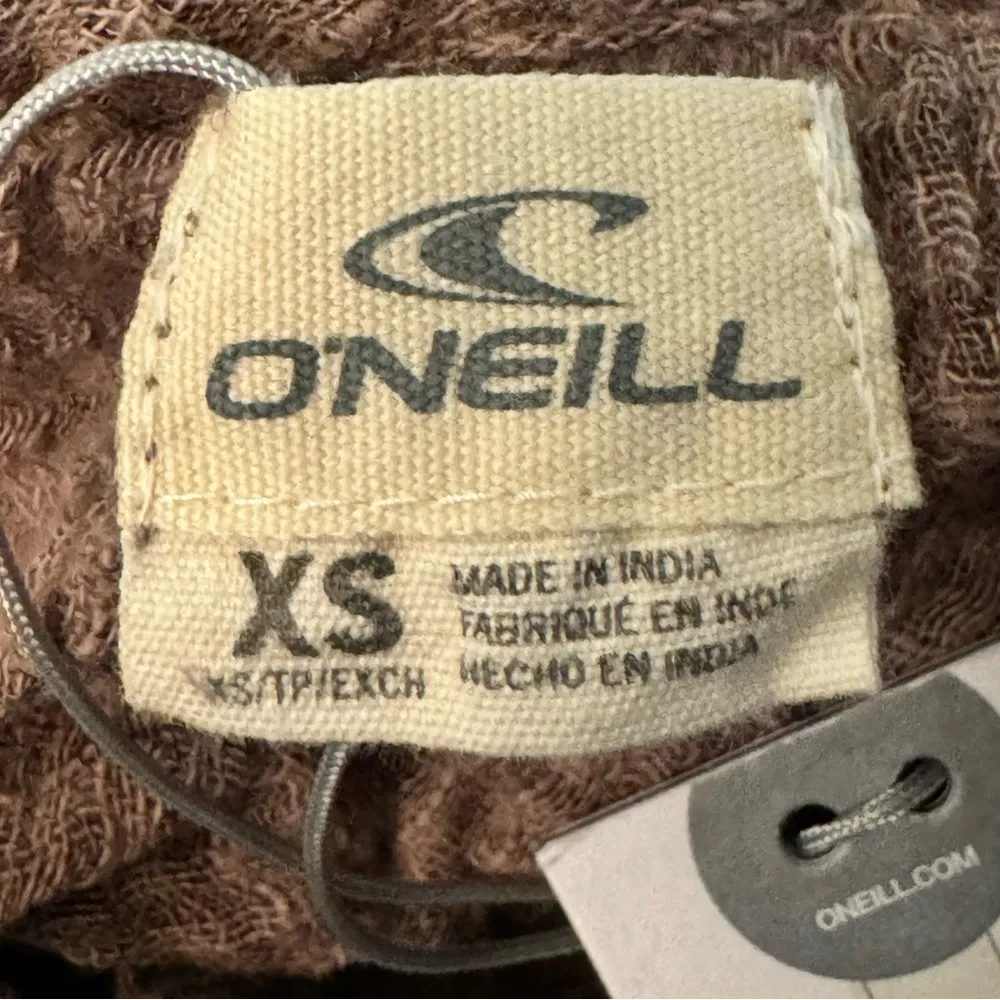 O'NEILL
XS
XS/TP/EXCH
MADE IN INDIA
FABRIQUÉ EN INDE
HECHO EN INDIA
ONEILL.COM